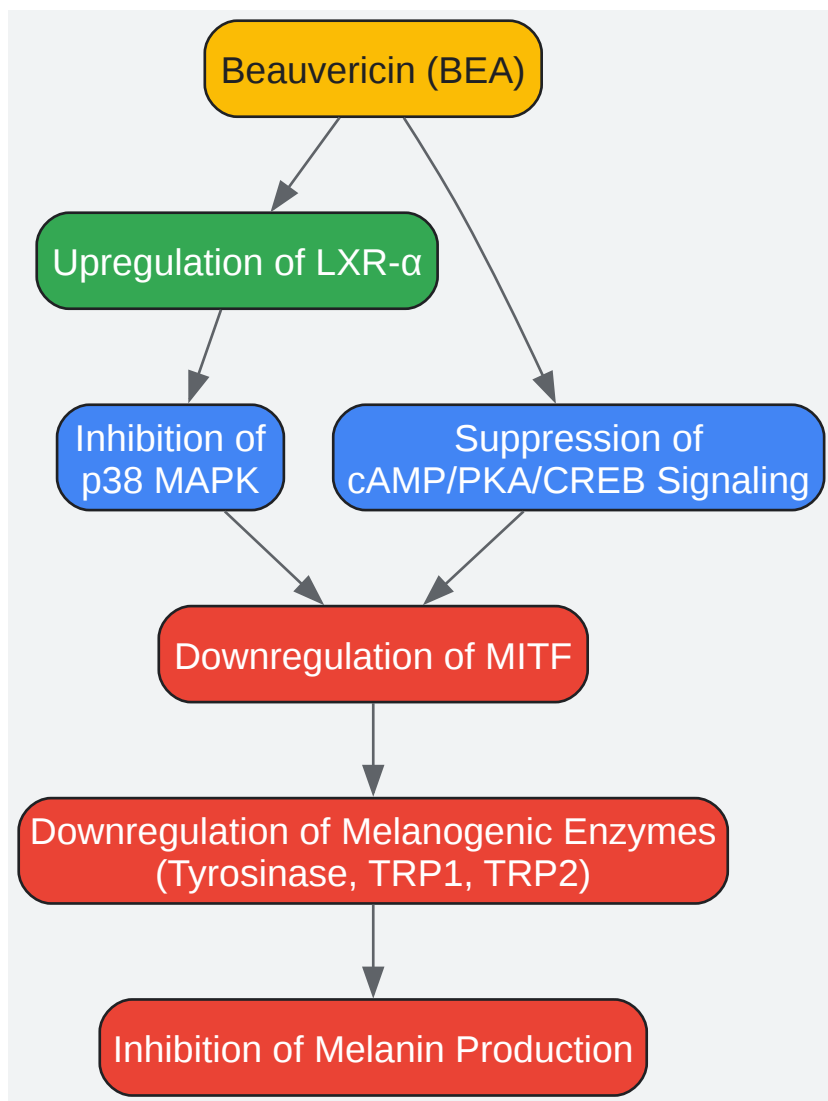 Beauvericin (BEA)
Upregulation of LXR-α
Inhibition of
p38 MAPK
Suppression of
cAMP/PKA/CREB Signaling
Downregulation of MITF
Downregulation of Melanogenic Enzymes
(Tyrosinase, TRP1, TRP2)
Inhibition of Melanin Production